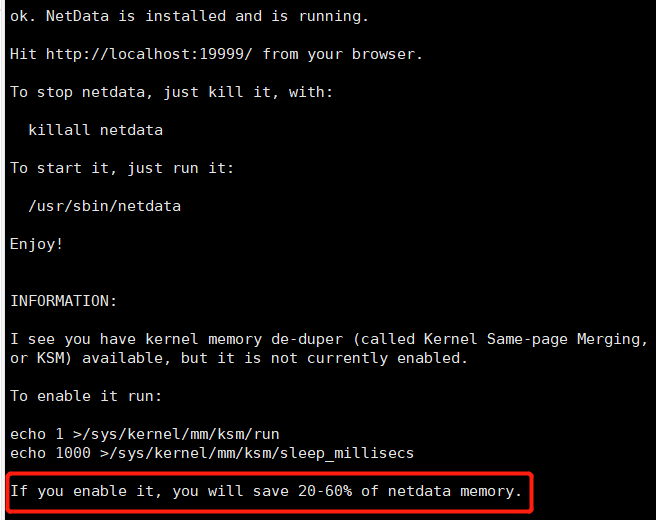 ok. NetData is installed and is running.
Hit http://localhost:19999/ from your browser.
To stop netdata, just kill it, with:
killall netdata
To start it, just run it:
/usr/sbin/netdata
Enjoy!
INFORMATION:
I see you have kernel memory de-duper (called Kernel Same-page Merging,
or KSM) available, but it is not currently enabled.
To enable it run:
echo 1 >/sys/kernel/mm/ksm/run
echo 1000 >/sys/kernel/mm/ksm/sleep_millisecs
If you enable it, you will save 20-60% of netdata memory.